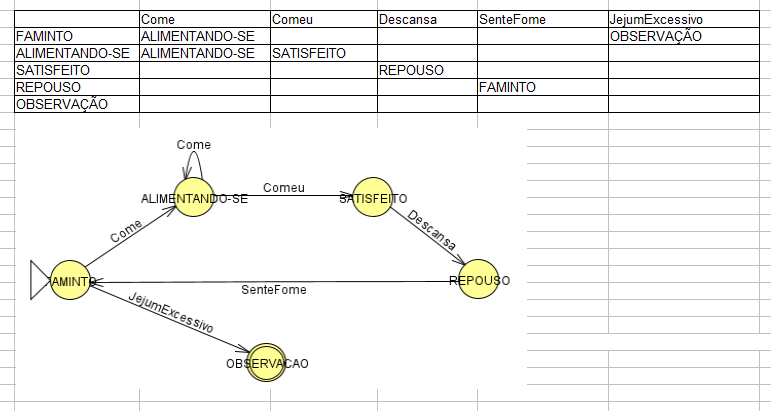 Come Comeu Descansa SenteFome JejumExcessivo
FAMINTO ALIMENTANDO-SE OBSERVAÇÃO
ALIMENTANDO-SE ALIMENTANDO-SE SATISFEITO
SATISFEITO REPOUSO
REPOUSO FAMINTO
OBSERVAÇÃO
Come
ALIMENTANDO-SE
Comeu
SATISFEITO
Come
Descansa
AMINTO
SenteFome
REPOUSO
JejumExcessivo
OBSERVACAO